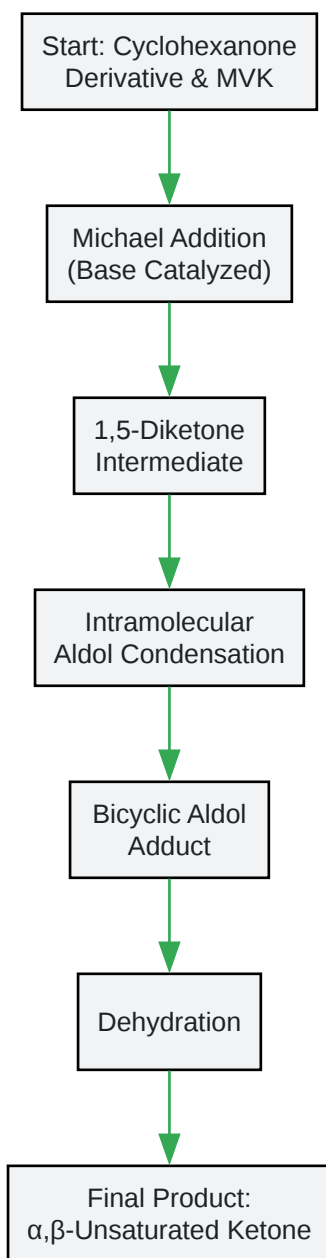 Start: Cyclohexanone
Derivative & MVK
Michael Addition
(Base Catalyzed)
1,5-Diketone
Intermediate
Intramolecular
Aldol Condensation
Bicyclic Aldol
Adduct
Dehydration
Final Product:
α,β-Unsaturated Ketone